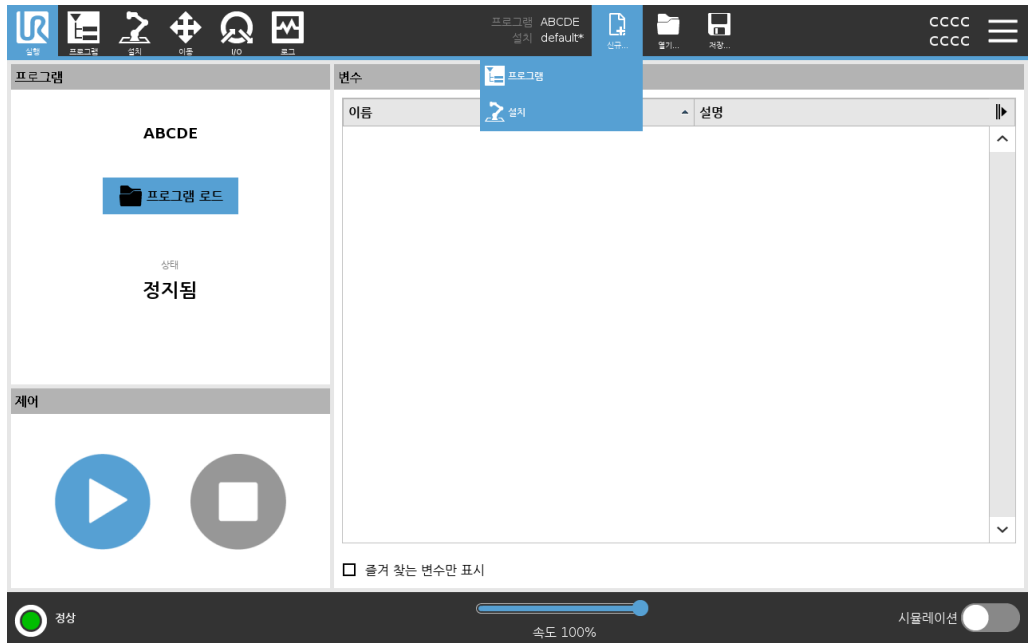 UR
실행
프로그램
설치
이동
I/O
로그
프로그램 ABCDE
설치 default*
신규...
열기...
저장...
CCCC
CCCC
프로그램
설치
프로그램
ABCDE
프로그램 로드
상태
정지됨
제어
변수
이름
설명
즐겨 찾는 변수만 표시
정상
속도 100%
시뮬레이션